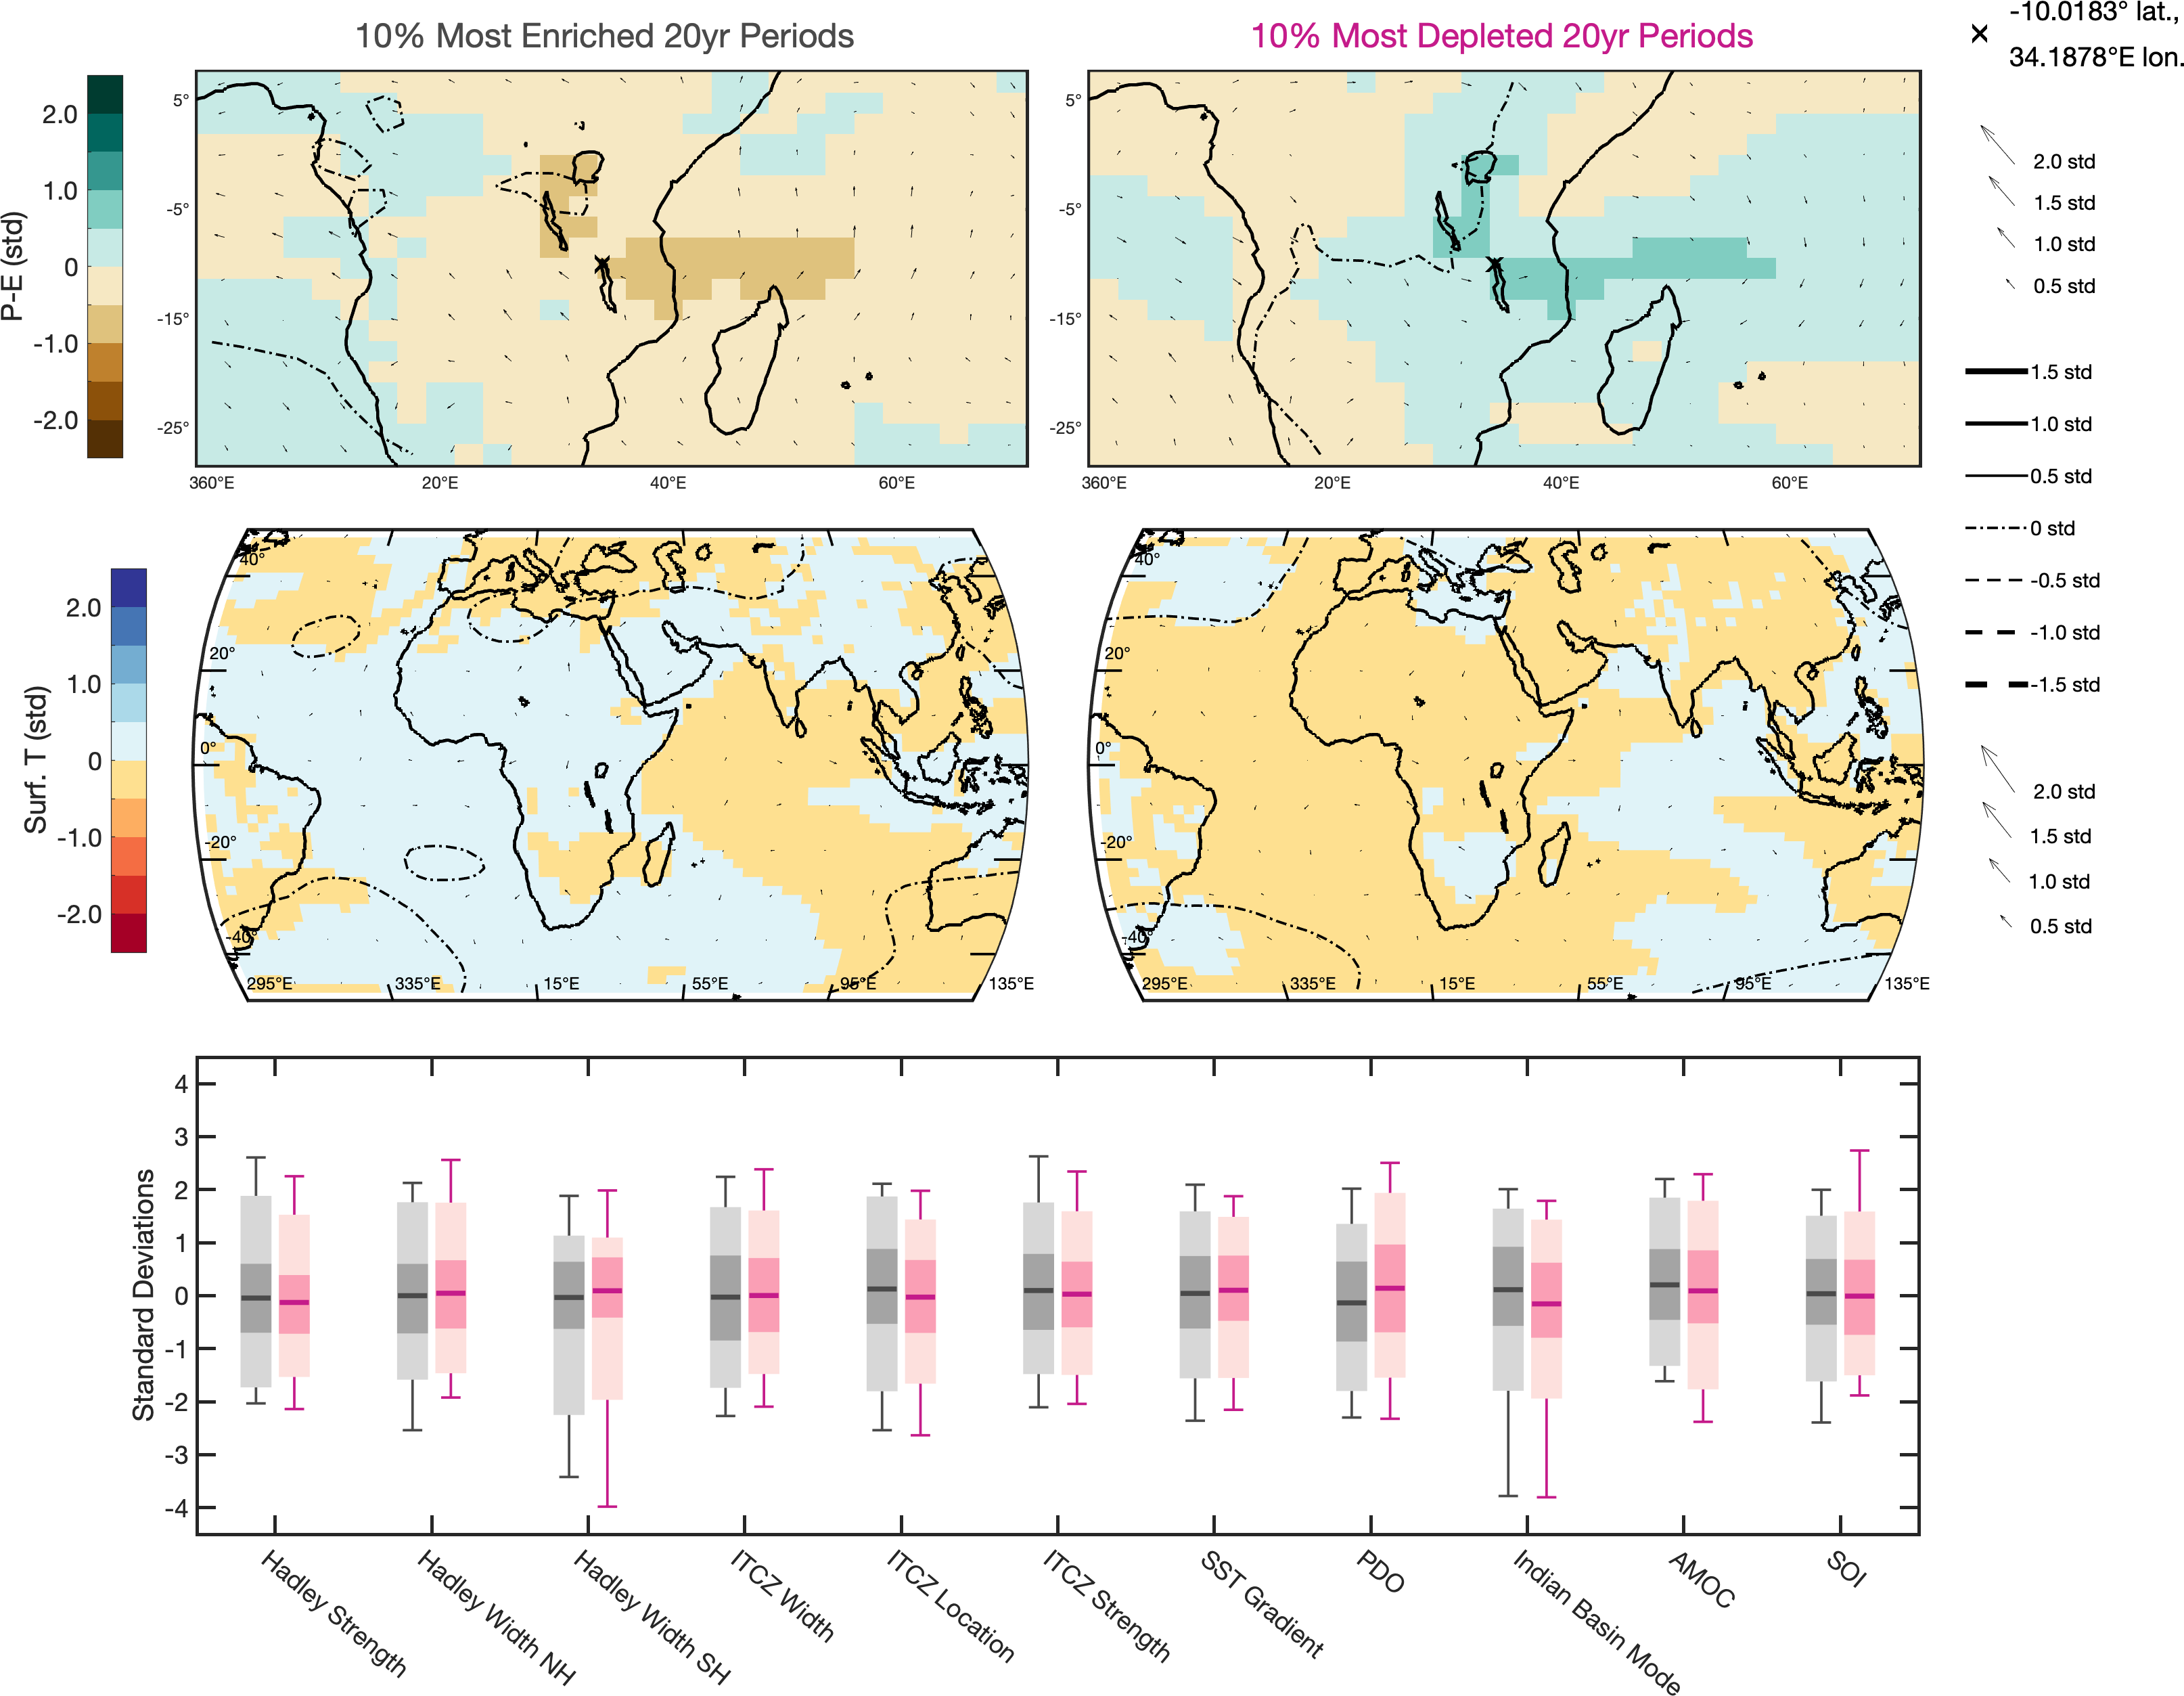 10% Most Enriched 20yr Periods
10% Most Depleted 20yr Periods
-10.0183° lat.,
34.1878°E lon.
P-E (std)
2.0
1.0
0
-1.0
-2.0
5°
-5°
-15°
-25°
360°E
20°E
40°E
60°E
5°
-5°
-15°
-25°
360°E
20°E
40°E
60°E
2.0 std
1.5 std
1.0 std
0.5 std
1.5 std
1.0 std
0.5 std
0 std
-0.5 std
-1.0 std
-1.5 std
Surf. T (std)
2.0
1.0
0
-1.0
-2.0
40°
20°
0°
-20°
-40°
295°E
335°E
15°E
55°E
95°E
135°E
40°
20°
0°
-20°
-40°
295°E
335°E
15°E
55°E
95°E
135°E
2.0 std
1.5 std
1.0 std
0.5 std
Standard Deviations
4
3
2
1
0
-1
-2
-3
-4
Hadley Strength
Hadley Width NH
Hadley Width SH
ITCZ Width
ITCZ Location
ITCZ Strength
SST Gradient
PDO
Indian Basin Mode
AMOC
SOI